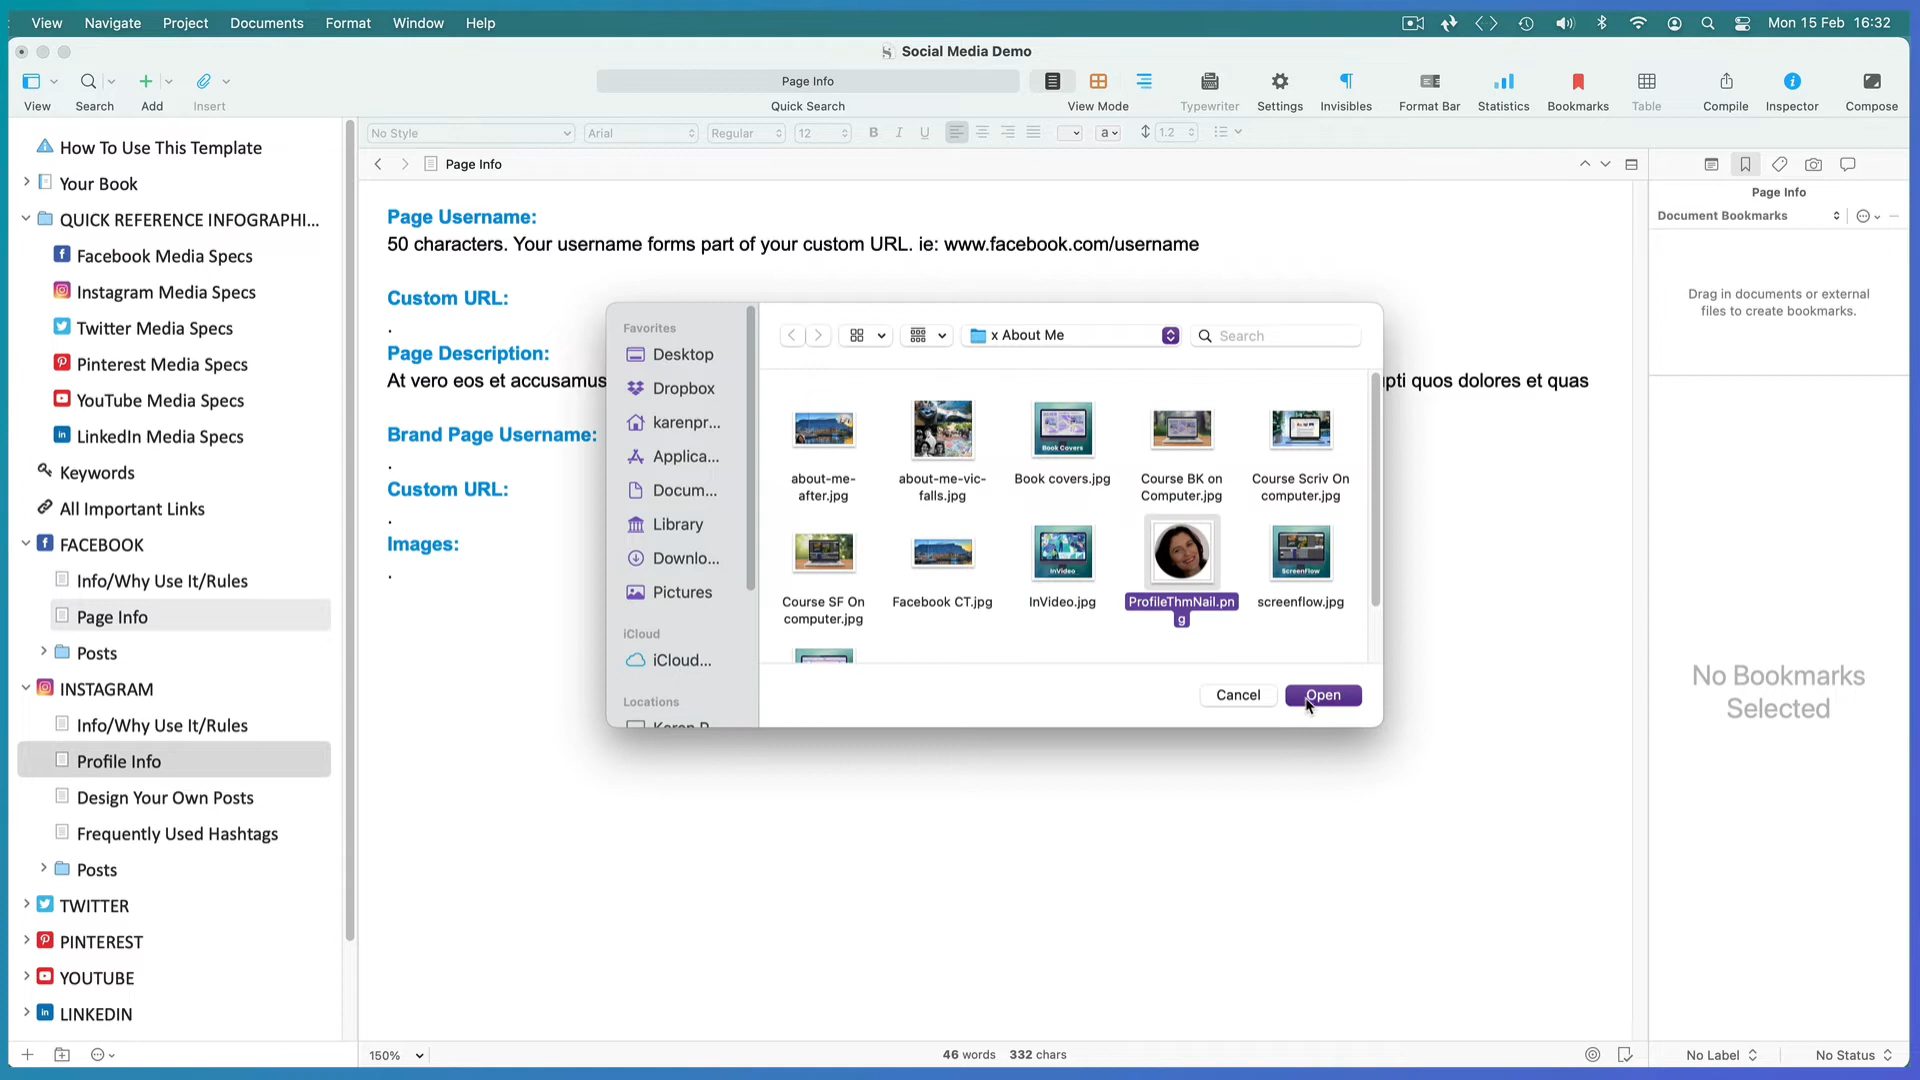 View Navigate Project Documents Format Window Help
Mon 15 Feb 16:32
Social Media Demo
Page Info
View Search Add Insert Quick Search View Mode Typewriter Settings Invisibles Format Bar Statistics Bookmarks Table Compile Inspector Compose
No Style Arial Regular 12 B I U a 1.2
Page Info
How To Use This Template
Your Book
QUICK REFERENCE INFOGRAPHI...
Facebook Media Specs
Instagram Media Specs
Twitter Media Specs
Pinterest Media Specs
YouTube Media Specs
LinkedIn Media Specs
Keywords
All Important Links
FACEBOOK
Info/Why Use It/Rules
Page Info
Posts
INSTAGRAM
Info/Why Use It/Rules
Profile Info
Design Your Own Posts
Frequently Used Hashtags
Posts
TWITTER
PINTEREST
YOUTUBE
LINKEDIN
Page Username:
50 characters. Your username forms part of your custom URL. ie: www.facebook.com/username
Custom URL:
.
Page Description:
At vero eos et accusamus
pti quos dolores et quas
Brand Page Username:
.
Custom URL:
.
Images:
.
Favorites
Desktop
Dropbox
karenpr...
Applica...
Docum...
Library
Downlo...
Pictures
iCloud
iCloud...
Locations
x About Me
Search
about-me-
after.jpg
about-me-vic-
falls.jpg
Book Covers
Book covers.jpg
Course BK on
Computer.jpg
Course Scriv On
computer.jpg
Course SF On
computer.jpg
Facebook CT.jpg
InVideo
InVideo.jpg
ProfileThmNail.pn
g
ScreenFlow
screenflow.jpg
Cancel Open
Page Info
Document Bookmarks
Drag in documents or external
files to create bookmarks.
No Bookmarks
Selected
150%
46 words 332 chars
No Label
No Status